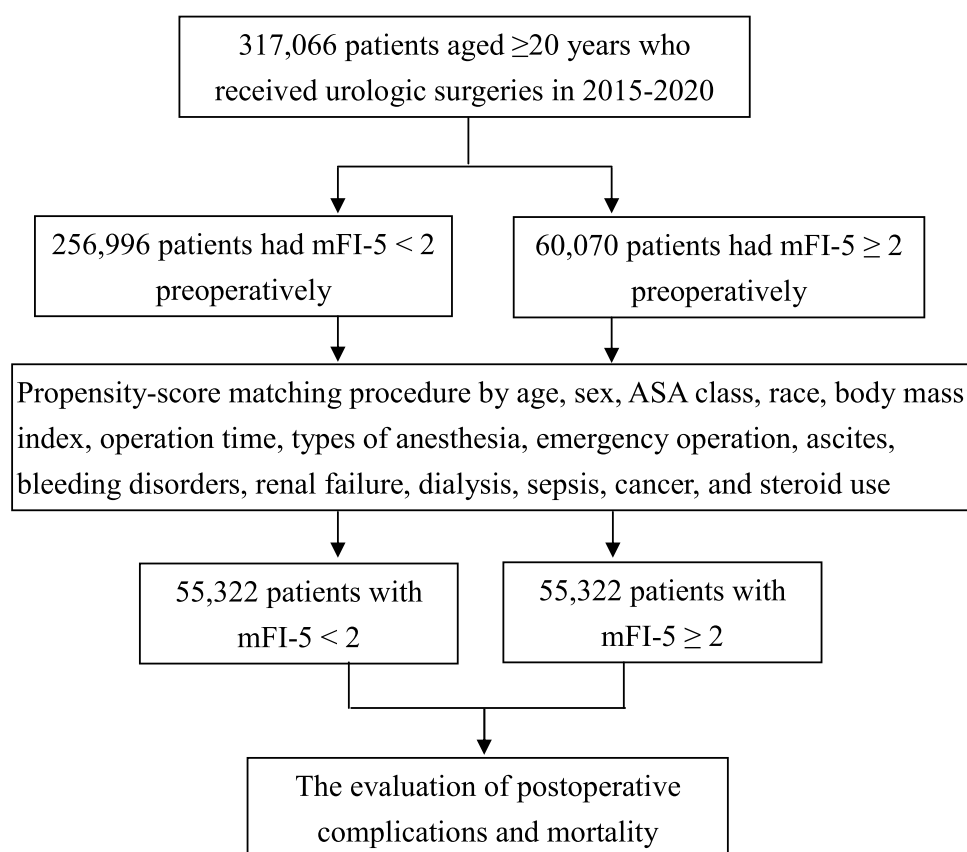 317,066 patients aged ≥20 years who
received urologic surgeries in 2015-2020
256,996 patients had mFI-5 < 2
preoperatively
60,070 patients had mFI-5 ≥ 2
preoperatively
Propensity-score matching procedure by age, sex, ASA class, race, body mass
index, operation time, types of anesthesia, emergency operation, ascites,
bleeding disorders, renal failure, dialysis, sepsis, cancer, and steroid use
55,322 patients with
mFI-5 < 2
55,322 patients with
mFI-5 ≥ 2
The evaluation of postoperative
complications and mortality